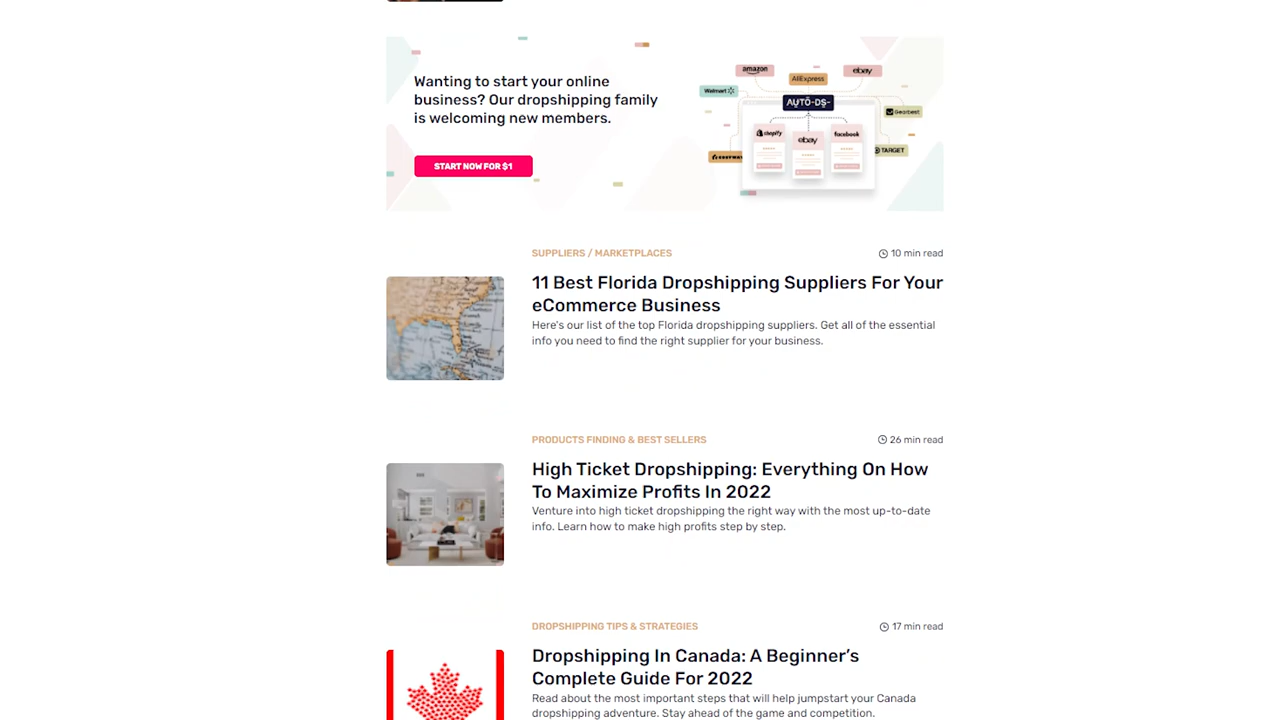 Wanting to start your online
business? Our dropshipping family
is welcoming new members.
START NOW FOR $1
amazon
AliExpress
ebay
Walmart
AUTO-DS-
Gearbest
shopify
ebay
facebook
TARGET
SUPPLIERS / MARKETPLACES
10 min read
11 Best Florida Dropshipping Suppliers For Your
eCommerce Business
Here's our list of the top Florida dropshipping suppliers. Get all of the essential
info you need to find the right supplier for your business.
PRODUCTS FINDING & BEST SELLERS
26 min read
High Ticket Dropshipping: Everything On How
To Maximize Profits In 2022
Venture into high ticket dropshipping the right way with the most up-to-date
info. Learn how to make high profits step by step.
DROPSHIPPING TIPS & STRATEGIES
17 min read
Dropshipping In Canada: A Beginner’s
Complete Guide For 2022
Read about the most important steps that will help jumpstart your Canada
dropshipping adventure. Stay ahead of the game and competition.